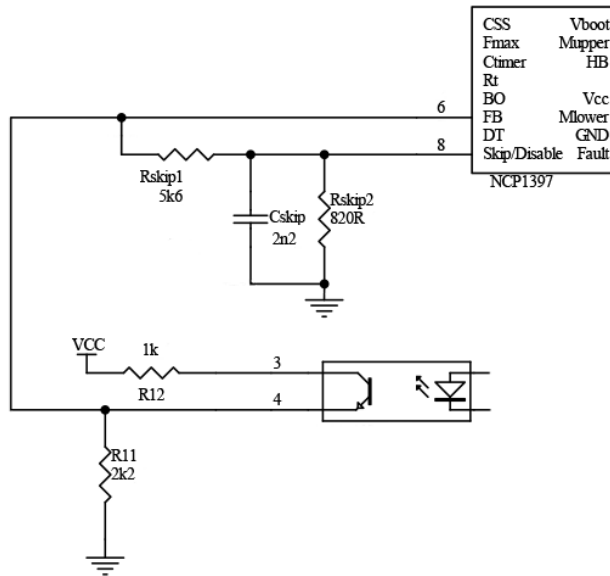 CSS Vboot
Fmax Mupper
Ctimer HB
Rt
BO Vcc
6 FB Mlower
DT GND
8 Skip/Disable Fault
NCP1397
Rskip1
5k6
Cskip
2n2
Rskip2
820R
VCC 1k 3
R12
4
R11
2k2